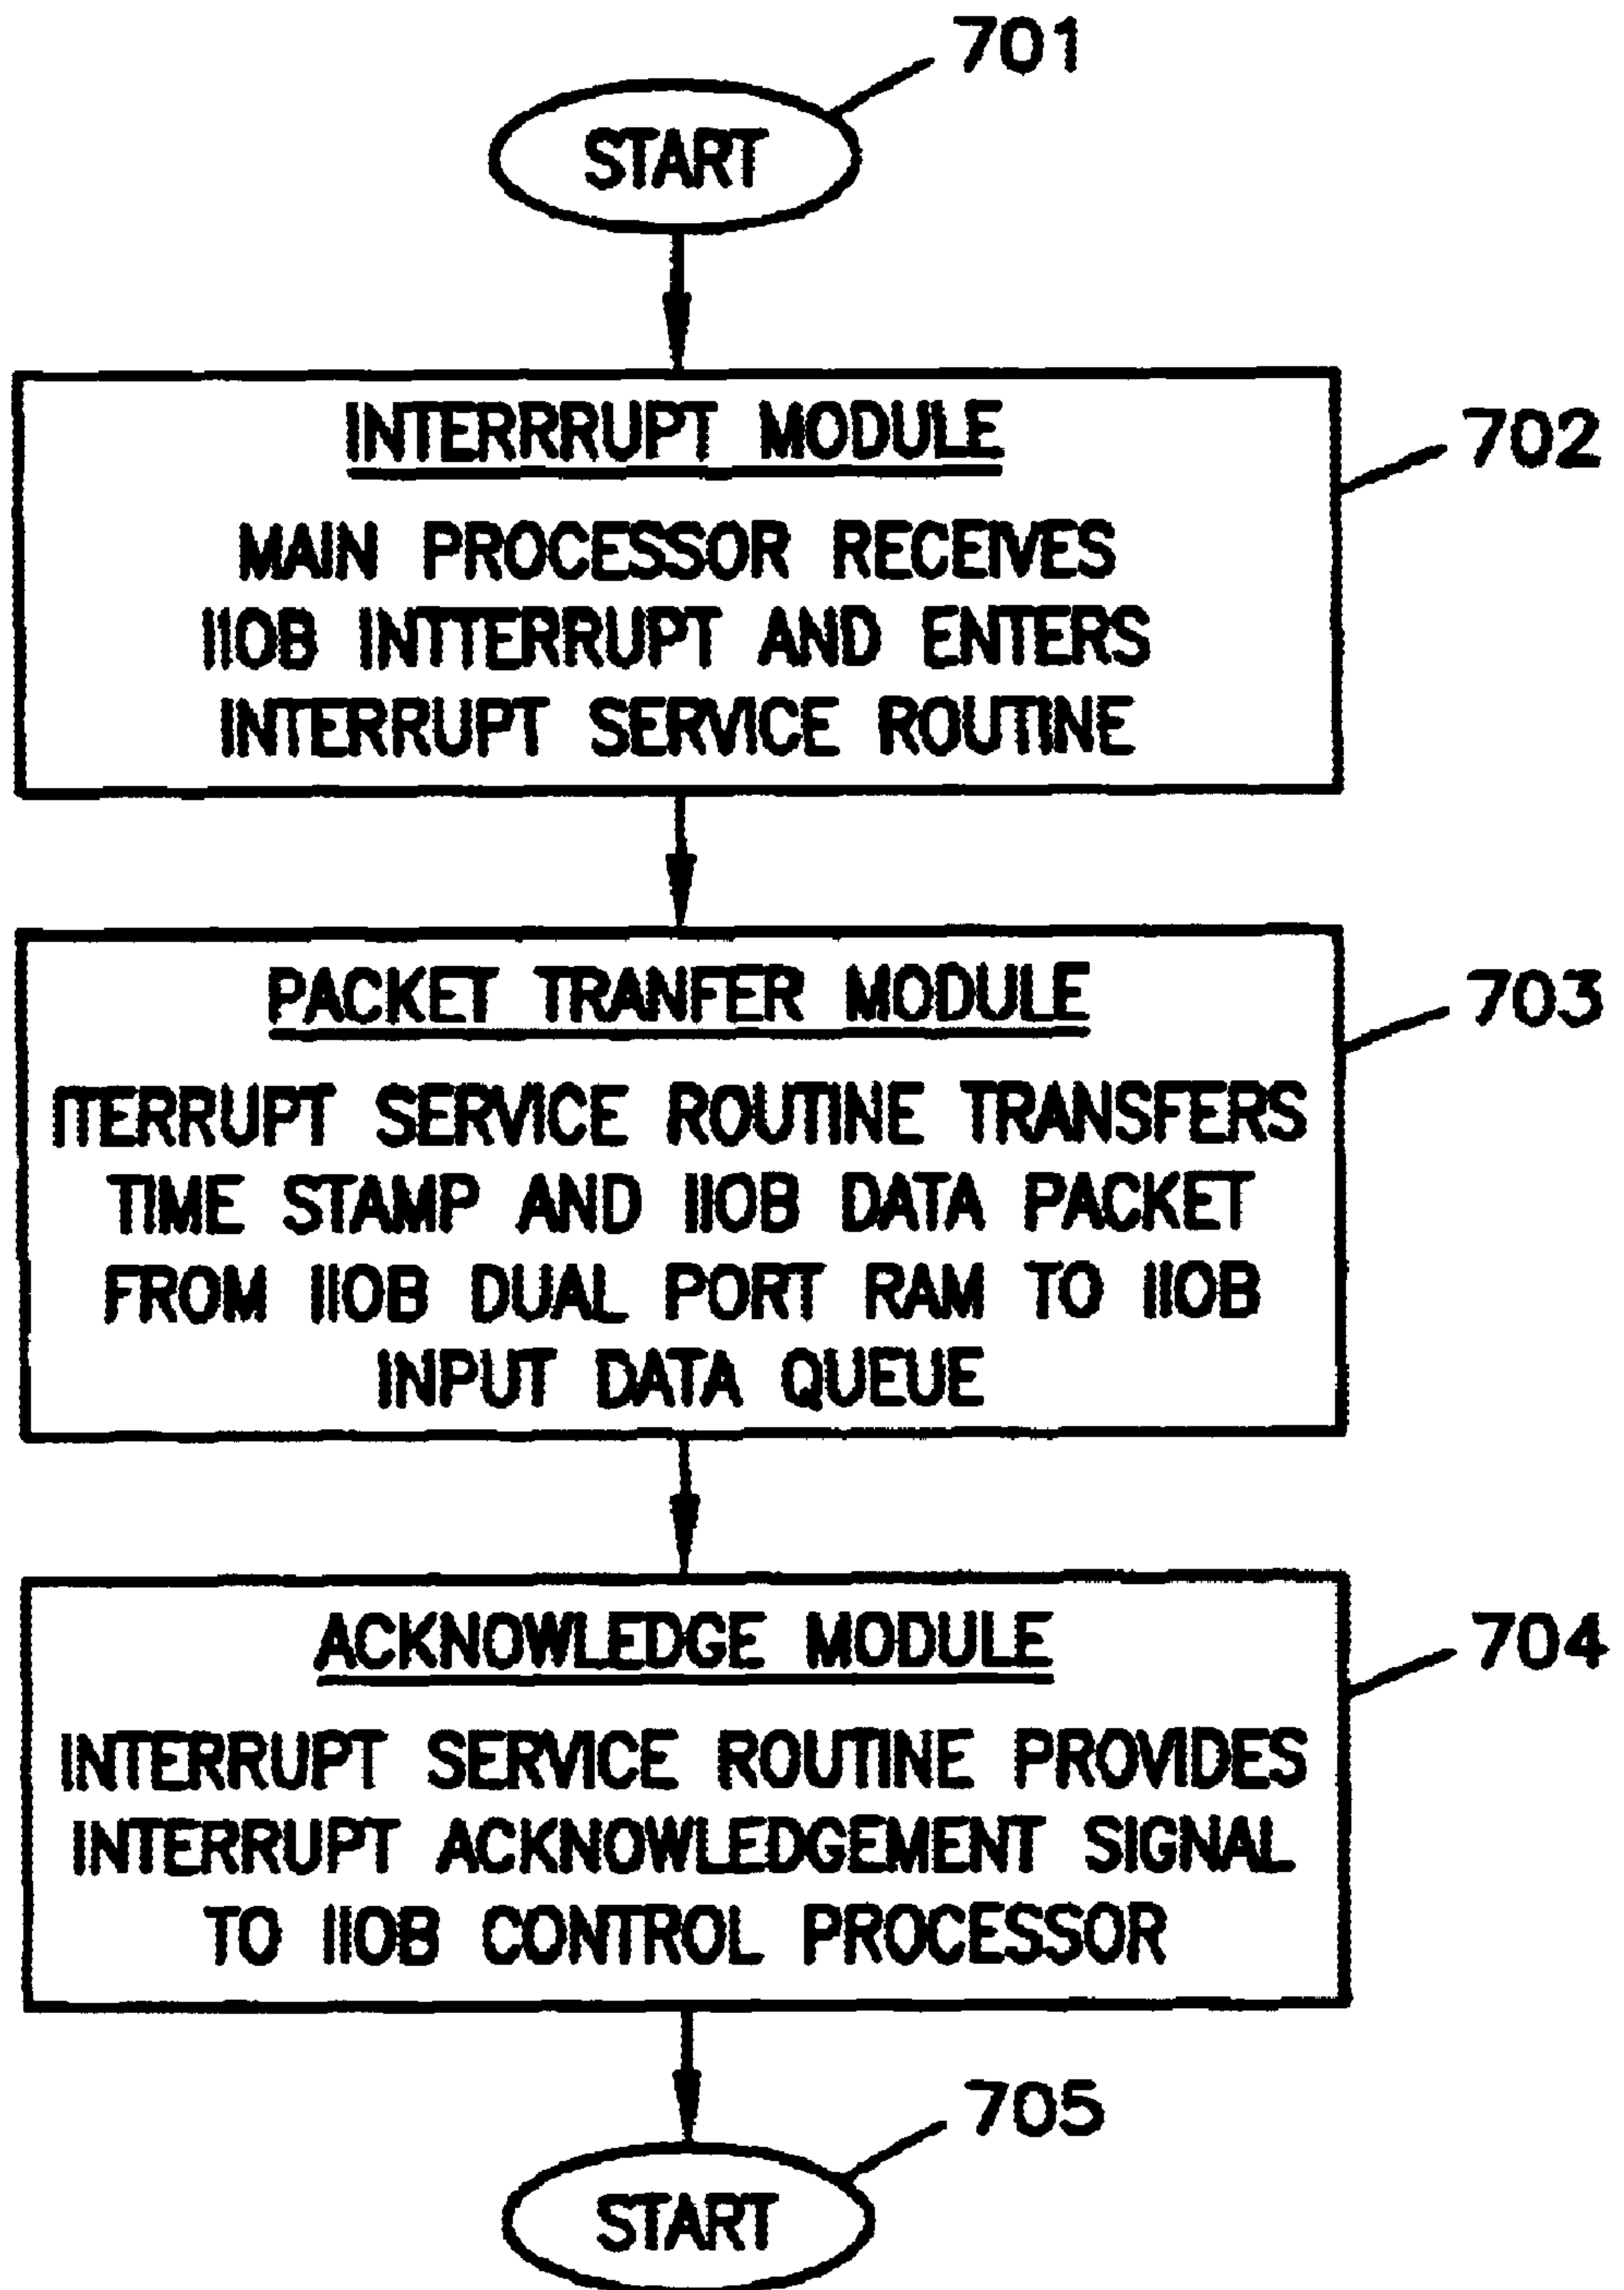 701
START
INTERRRUPT MODULE
702
MAIN PROCESSOR RECEIVES
IIOB INTTERRUPT AND ENTERS
INTERRUPT SERVICE ROUTINE
PACKET TRANFER MODULE
703
ITERRUPT SERVICE ROUTINE TRANSFERS
TIME STAMP AND IIOB DATA PACKET
FROM IIOB DUAL PORT RAM TO IIOB
INPUT DATA QUEUE
ACKNOWLEDGE MODULE
704
INTERRUPT SERVICE ROUTINE PROVIDES
INTERRUPT ACKNOWLEDGEMENT SIGNAL
TO IIOB CONTROL PROCESSOR
705
START